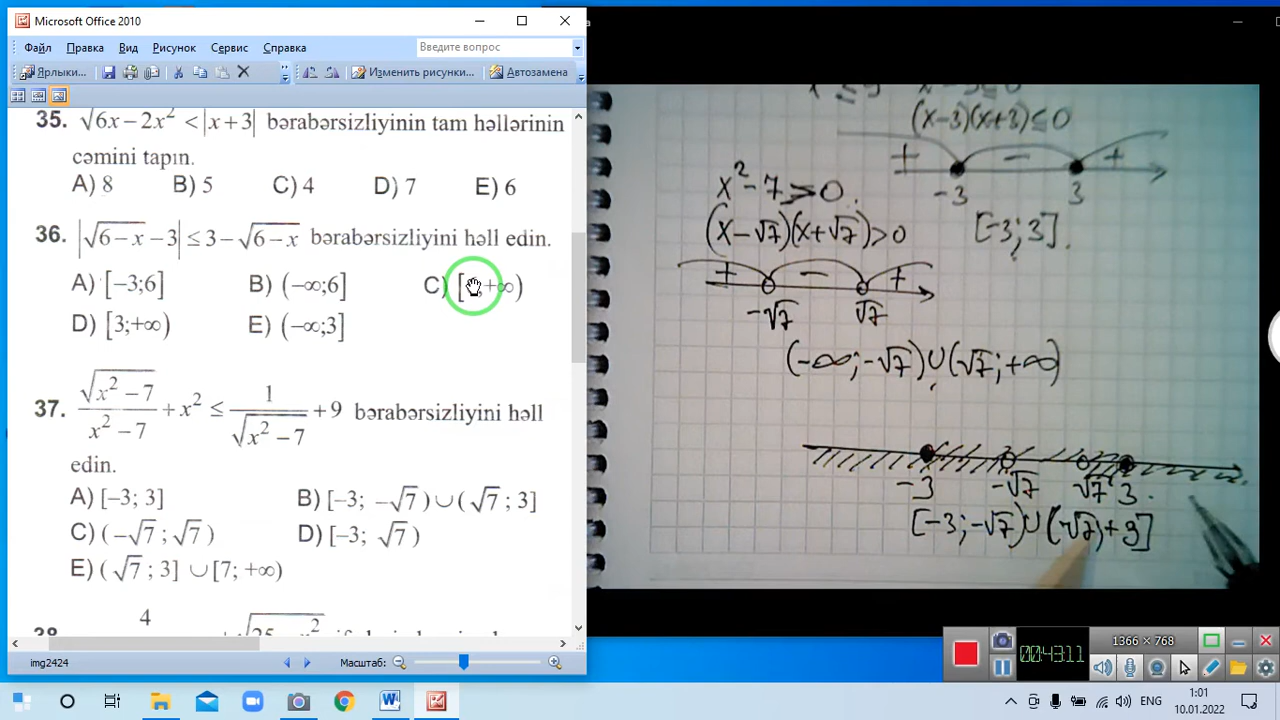 Microsoft Office 2010
Файл Правка Вид Рисунок Сервис Справка
Введите вопрос
Ярлыки... Изменить рисунки... Автозамена
35. √6x−2x² < |x+3| bərabərsizliyinin tam həllərinin
cəmini tapın.
A) 8 B) 5 C) 4 D) 7 E) 6
36. |√6−x −3| ≤ 3−√6−x bərabərsizliyini həll edin.
A) [−3;6] B) (−∞;6] C) [ ;+∞)
D) [3;+∞) E) (−∞;3]
37. √x²−7 / x²−7 + x² ≤ 1 / √x²−7 + 9 bərabərsizliyini həll
edin.
A) [−3; 3] B) [−3; −√7) ∪ (√7; 3]
C) (−√7; √7) D) [−3; √7)
E) (√7; 3] ∪ [7; +∞)
4
img2424 Масштаб:
(x-3)(x+3)≤0
+ − +
-3 3
[-3;3].
x²-7>0.
(x-√7)(x+√7)>0
+ − +
-√7 √7
(-∞;-√7)∪(√7;+∞)
-3 -√7 √7 3.
[-3;-√7)∪(√7;+3]
1366 x 768
00:43:11
ENG
1:01
10.01.2022